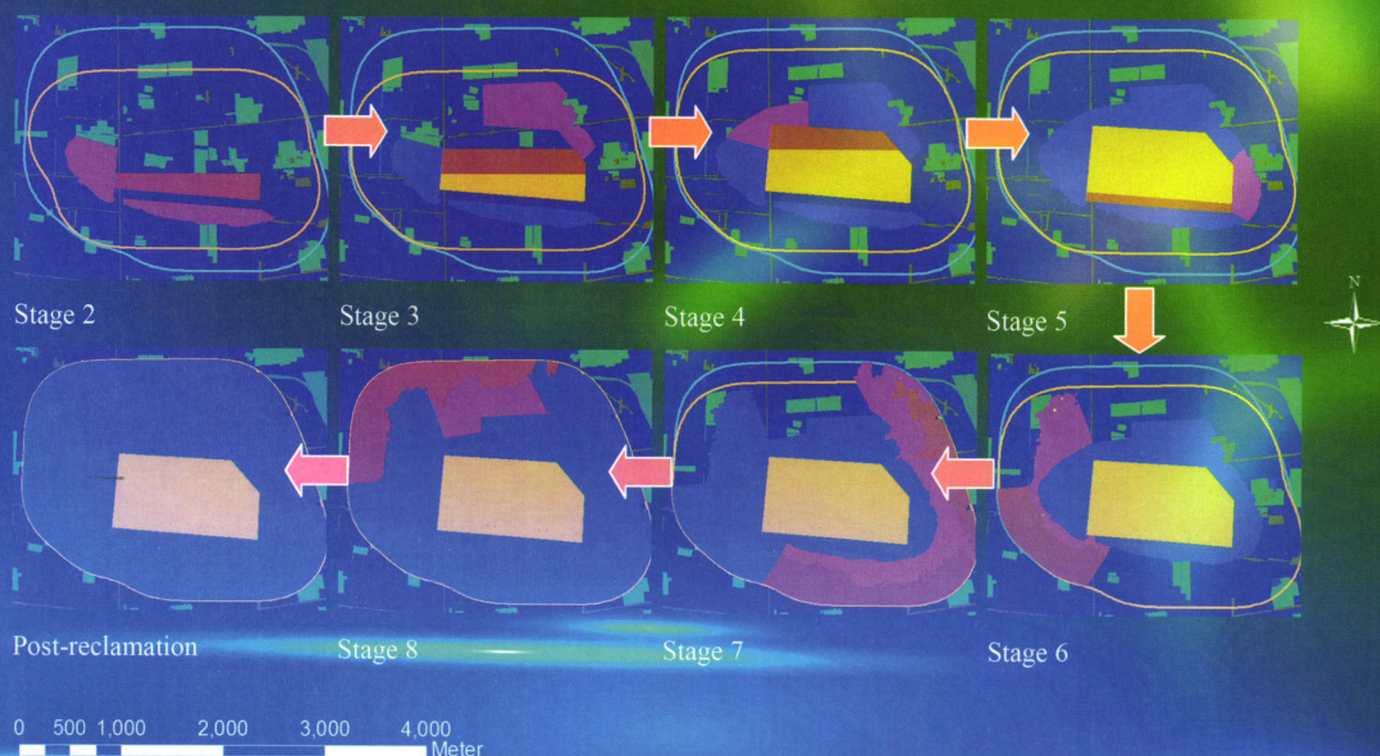 Stage 2
Stage 3
Stage 4
Stage 5
N
Post-reclamation
Stage 8
Stage 7
Stage 6
0 500 1,000 2,000 3,000 4,000
Meter